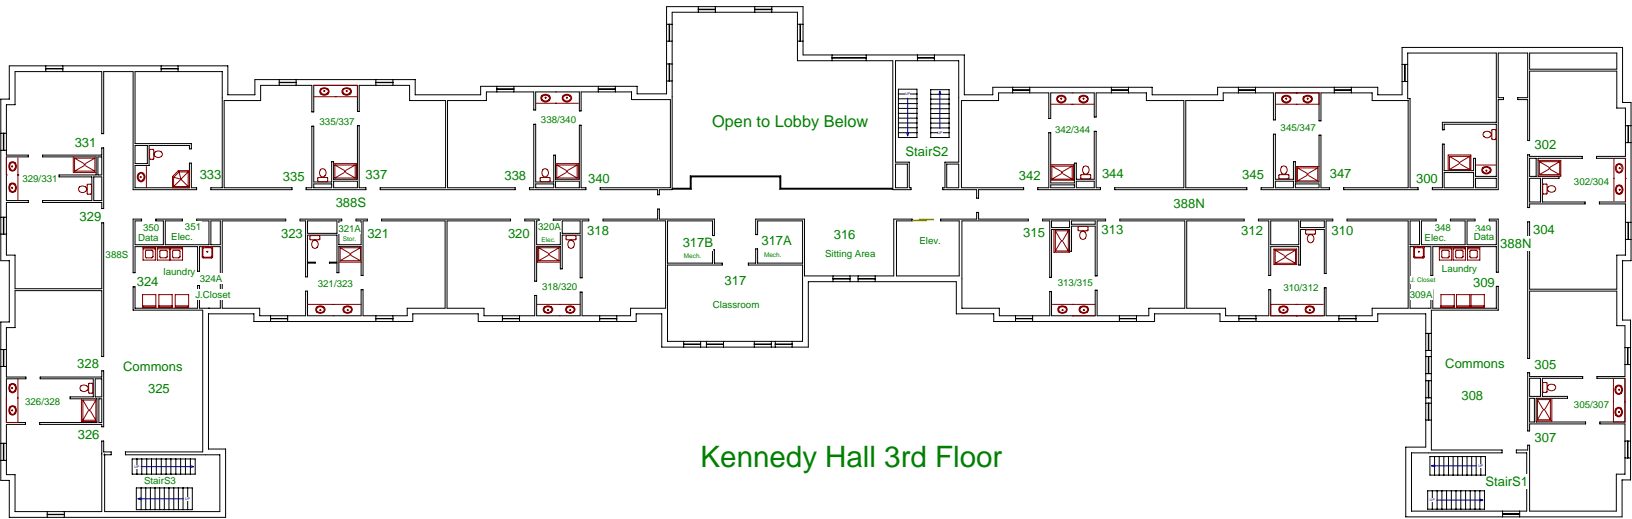 Open to Lobby Below
335/337
338/340
342/344
345/347
StairS2
331
333
335
337
338
340
342
344
345
347
300
302
329/331
302/304
329
388S
388N
304
350
Data
351
Elec.
323
321A
Stor.
321
320
320A
Elec.
318
317B
Mech.
317A
Mech.
316
Sitting Area
Elev.
315
313
312
310
348
Elec.
349
Data
388N
388S
324
laundry
324A
J.Closet
321/323
318/320
317
Classroom
313/315
310/312
J. Closet
309A
Laundry
309
328
Commons
325
Commons
308
305
326/328
305/307
326
307
Kennedy Hall 3rd Floor
StairS3
StairS1